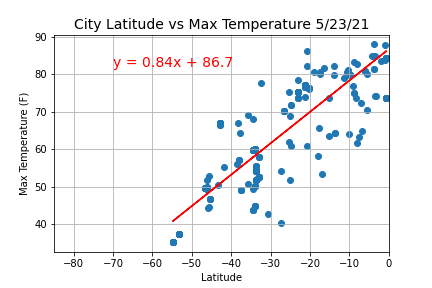 City Latitude vs Max Temperature 5/23/21
90
y = 0.84x + 86.7
80
70
60
50
40
Max Temperature (F)
−80 −70 −60 −50 −40 −30 −20 −10 0
Latitude